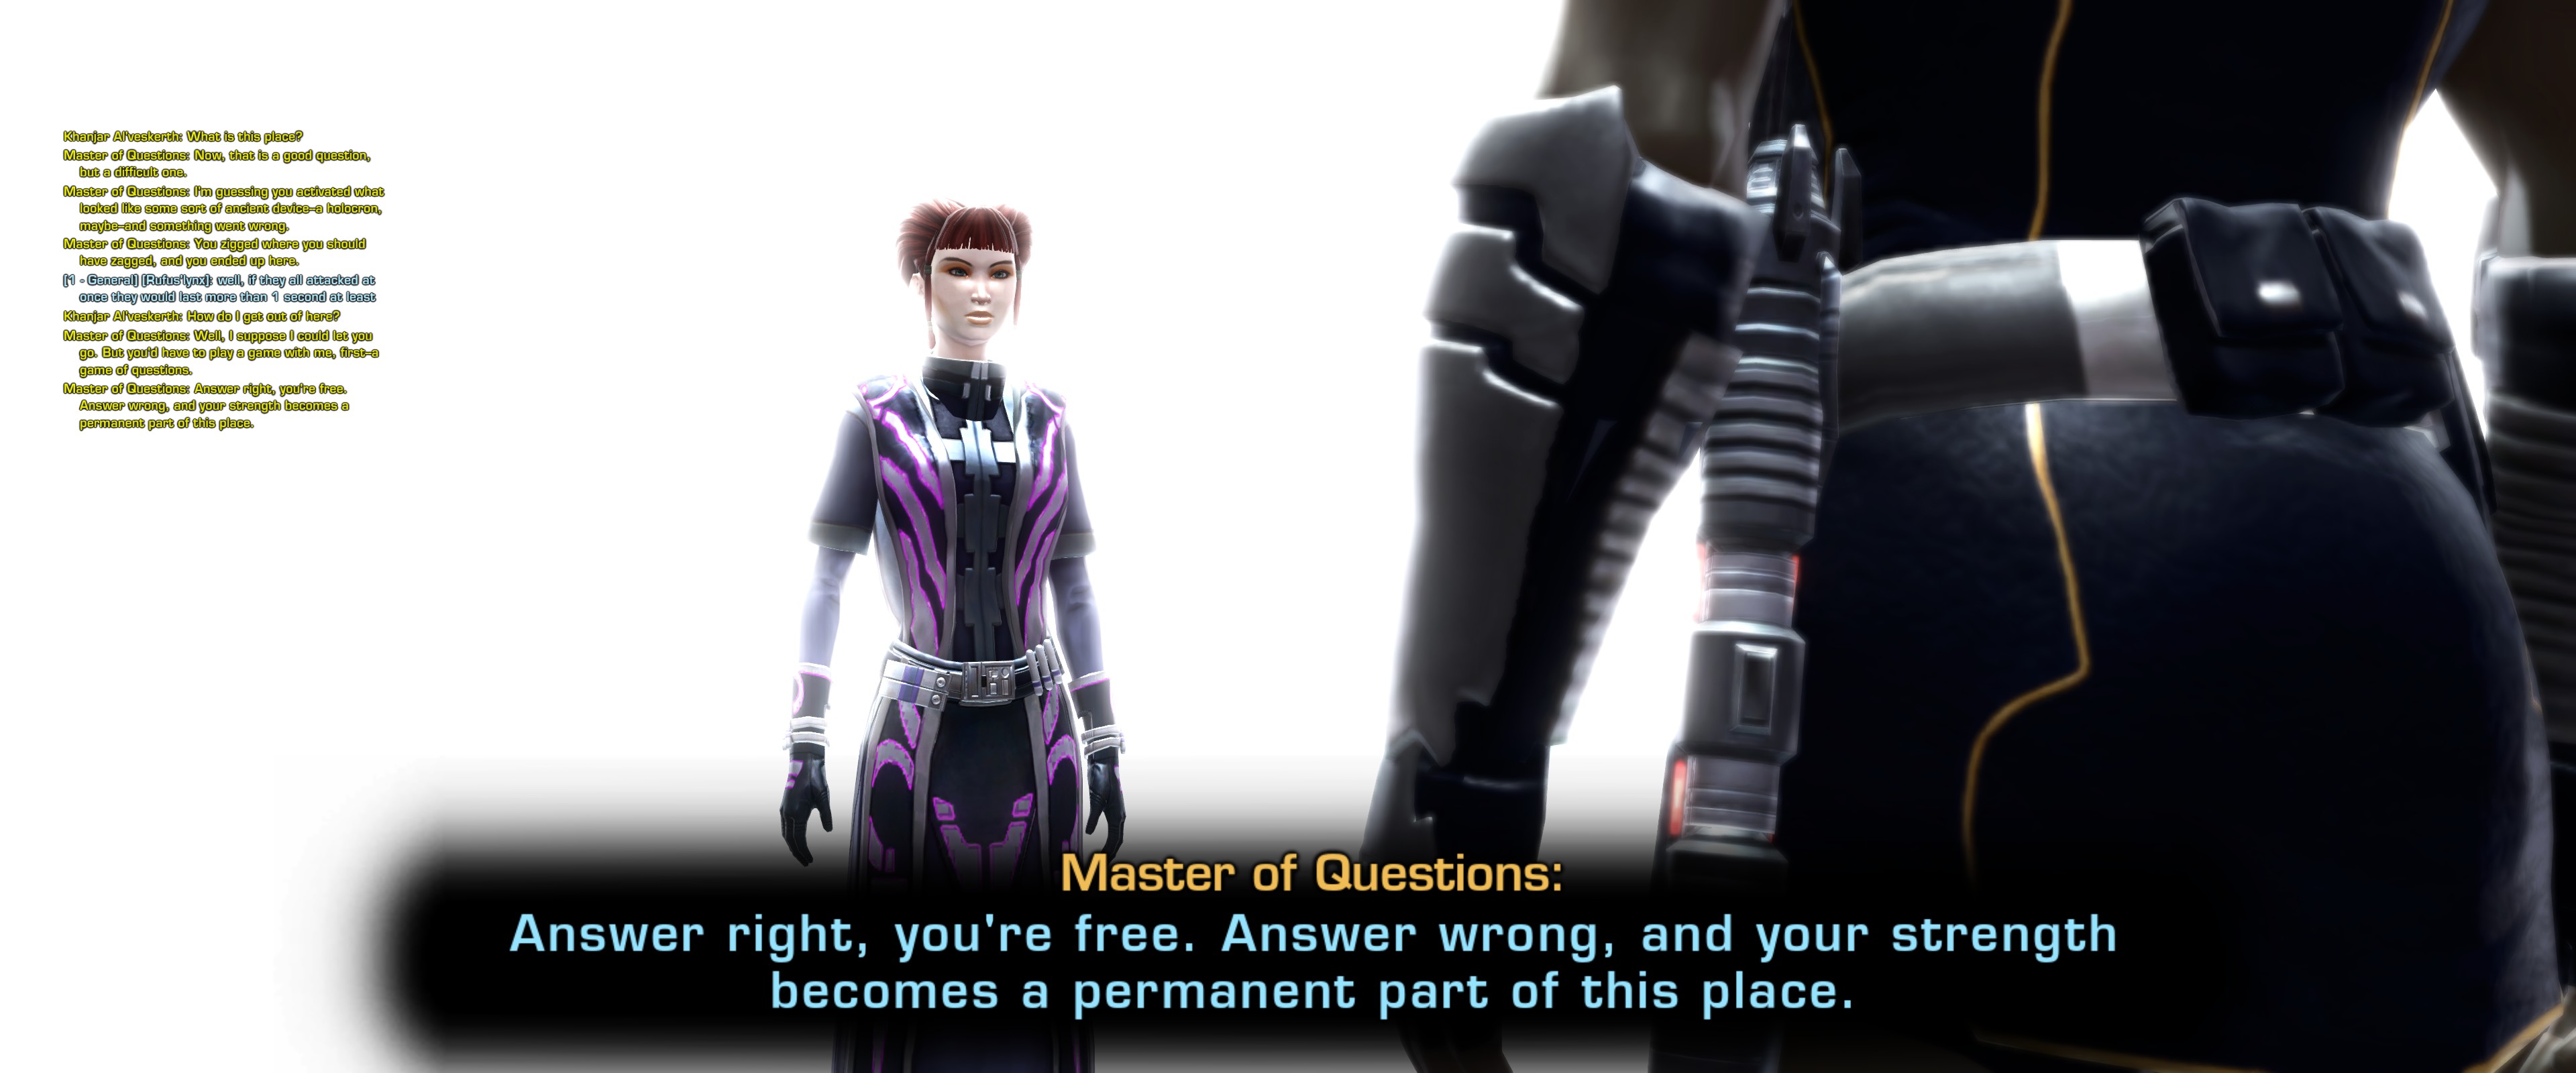 Khanjar Al'veskerth: What is this place?
Master of Questions: Now, that is a good question,
but a difficult one.
Master of Questions: I'm guessing you activated what
looked like some sort of ancient device–a holocron,
maybe–and something went wrong.
Master of Questions: You zigged where you should
have zagged, and you ended up here.
[1 - General] [Rufus'lynx]: well, if they all attacked at
once they would last more than 1 second at least
Khanjar Al'veskerth: How do I get out of here?
Master of Questions: Well, I suppose I could let you
go. But you'd have to play a game with me, first–a
game of questions.
Master of Questions: Answer right, you're free.
Answer wrong, and your strength becomes a
permanent part of this place.
Master of Questions:
Answer right, you're free. Answer wrong, and your strength
becomes a permanent part of this place.